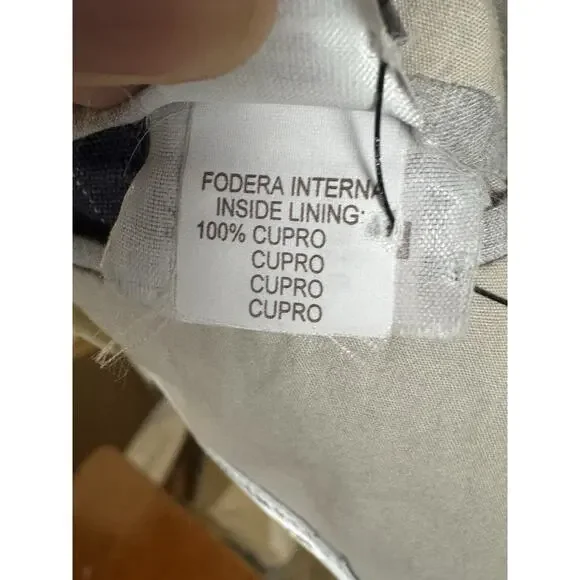 FODERA INTERNA
INSIDE LINING:
100% CUPRO
CUPRO
CUPRO
CUPRO